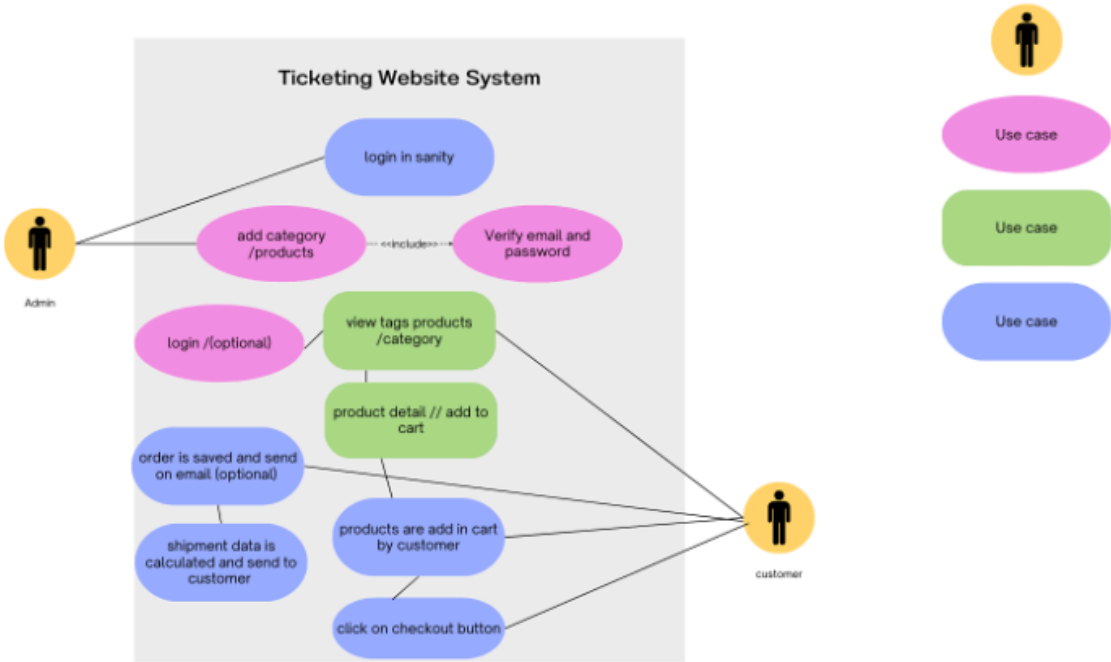 Ticketing Website System
login in sanity
add category
/products
<<include>>
Verify email and
password
Admin
login /(optional)
view tags products
/category
product detail // add to
cart
order is saved and send
on email (optional)
shipment data is
calculated and send to
customer
products are add in cart
by customer
click on checkout button
customer
Use case
Use case
Use case